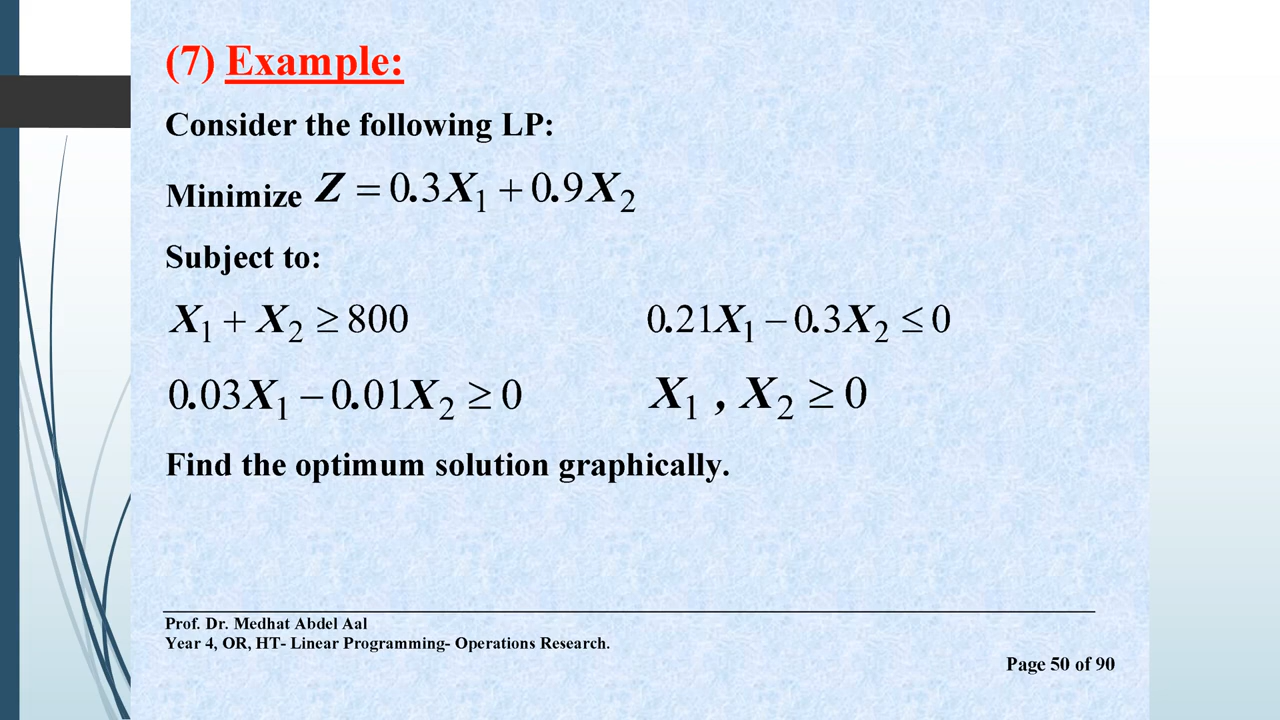 (7) Example:
Consider the following LP:
Minimize Z = 0.3X₁ + 0.9X₂
Subject to:
X₁ + X₂ ≥ 800 0.21X₁ − 0.3X₂ ≤ 0
0.03X₁ − 0.01X₂ ≥ 0 X₁ , X₂ ≥ 0
Find the optimum solution graphically.
Prof. Dr. Medhat Abdel Aal
Year 4, OR, HT- Linear Programming- Operations Research.
Page 50 of 90